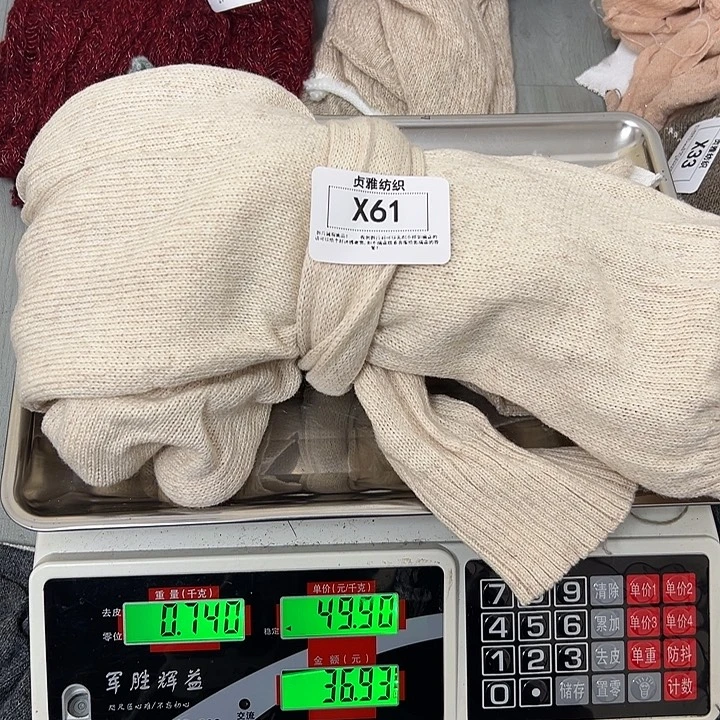 贞雅纺织
X61
X33
重量(千克)
单价(元/千克)
去皮
零位
0.740
稳定
49.90
金额(元)
36.93
军胜辉益
7 8 9 清除 单价1 单价2
4 5 6 累加 单价3 单价4
1 2 3 去皮 单重 防抖
0 . 储存 置零 计数